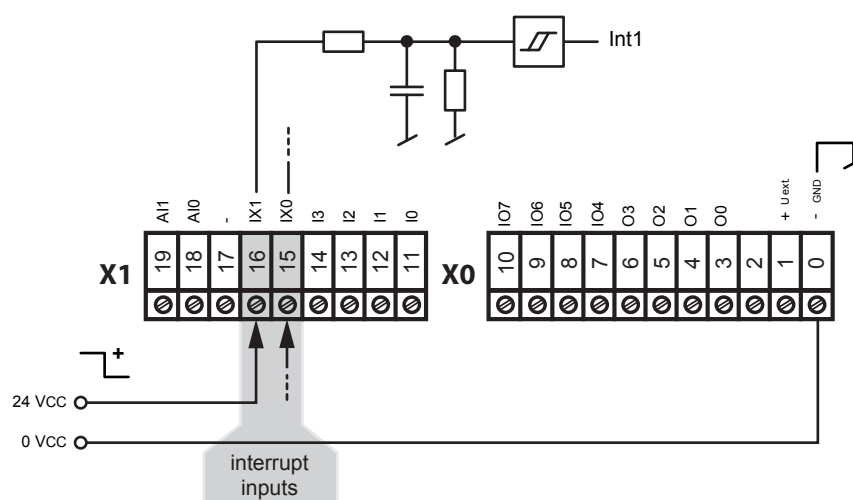 Int1
AI1 AI0 - IX1 IX0 I3 I2 I1 I0
IO7 IO6 IO5 IO4 O3 O2 O1 O0 + U ext. - GND
X1 19 18 17 16 15 14 13 12 11
X0 10 9 8 7 6 5 4 3 2 1 0
+
24 VCC
0 VCC
interrupt
inputs